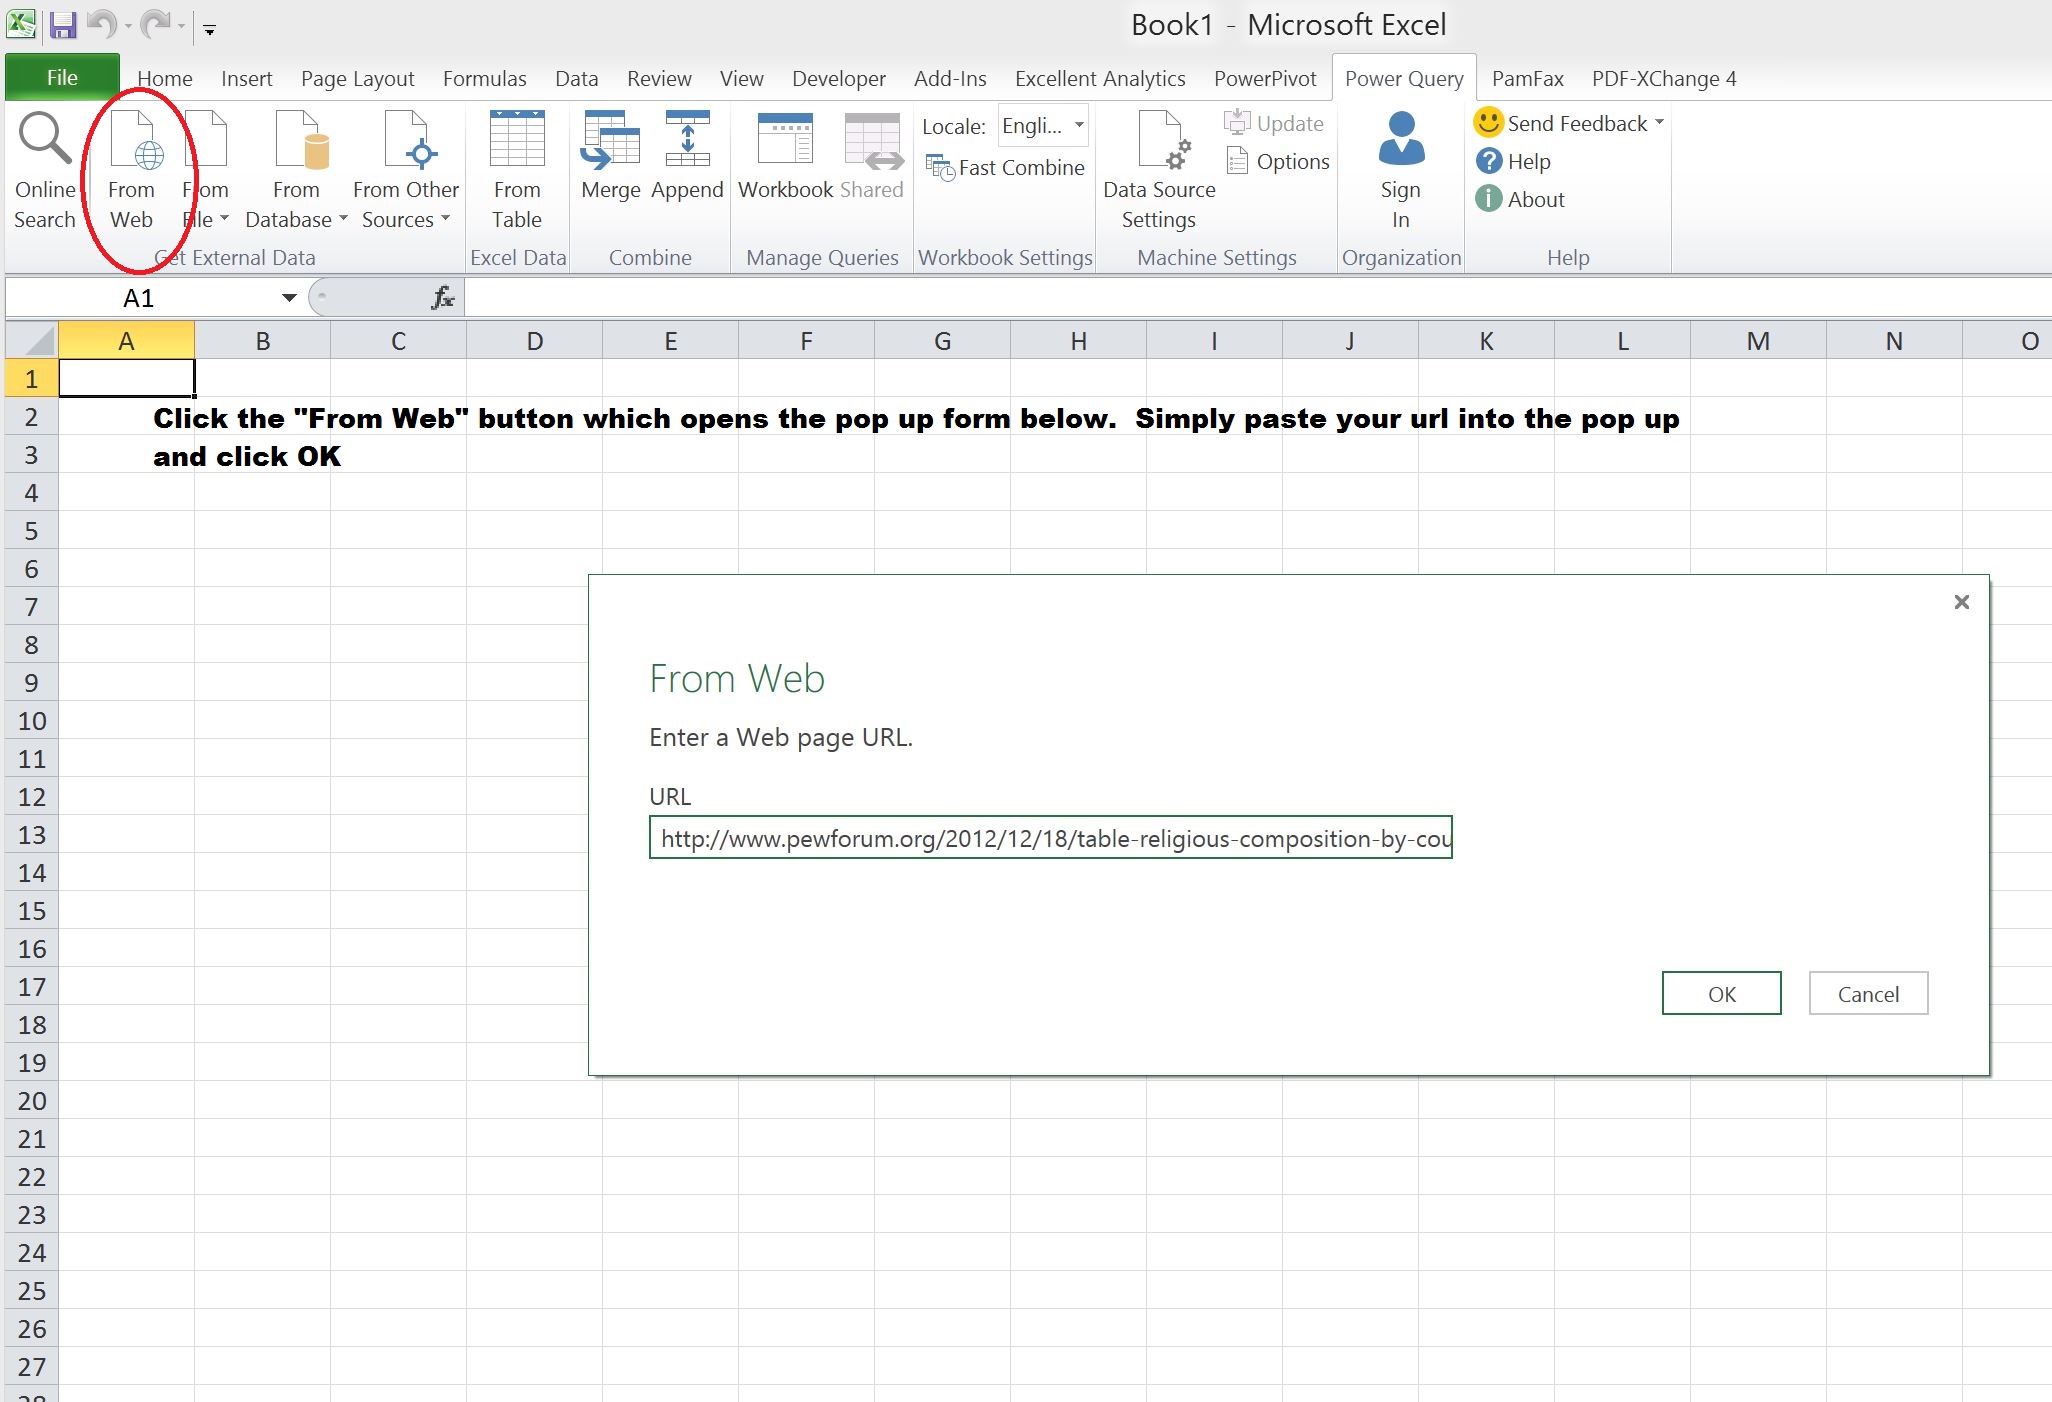 Book1 - Microsoft Excel
File Home Insert Page Layout Formulas Data Review View Developer Add-Ins Excellent Analytics PowerPivot Power Query PamFax PDF-XChange 4
Online Search
From Web
From File
From Database
From Other Sources
From Table
Merge
Append
Workbook
Shared
Locale: Engli...
Fast Combine
Data Source Settings
Update
Options
Sign In
Send Feedback
Help
About
Get External Data
Excel Data
Combine
Manage Queries
Workbook Settings
Machine Settings
Organization
Help
A1 fx
A B C D E F G H I J K L M N O
1
2
Click the "From Web" button which opens the pop up form below. Simply paste your url into the pop up
3
and click OK
4
5
6
7
8
9
10
11
12
13
14
15
16
17
18
19
20
21
22
23
24
25
26
27
28
From Web
Enter a Web page URL.
URL
http://www.pewforum.org/2012/12/18/table-religious-composition-by-cou
OK Cancel